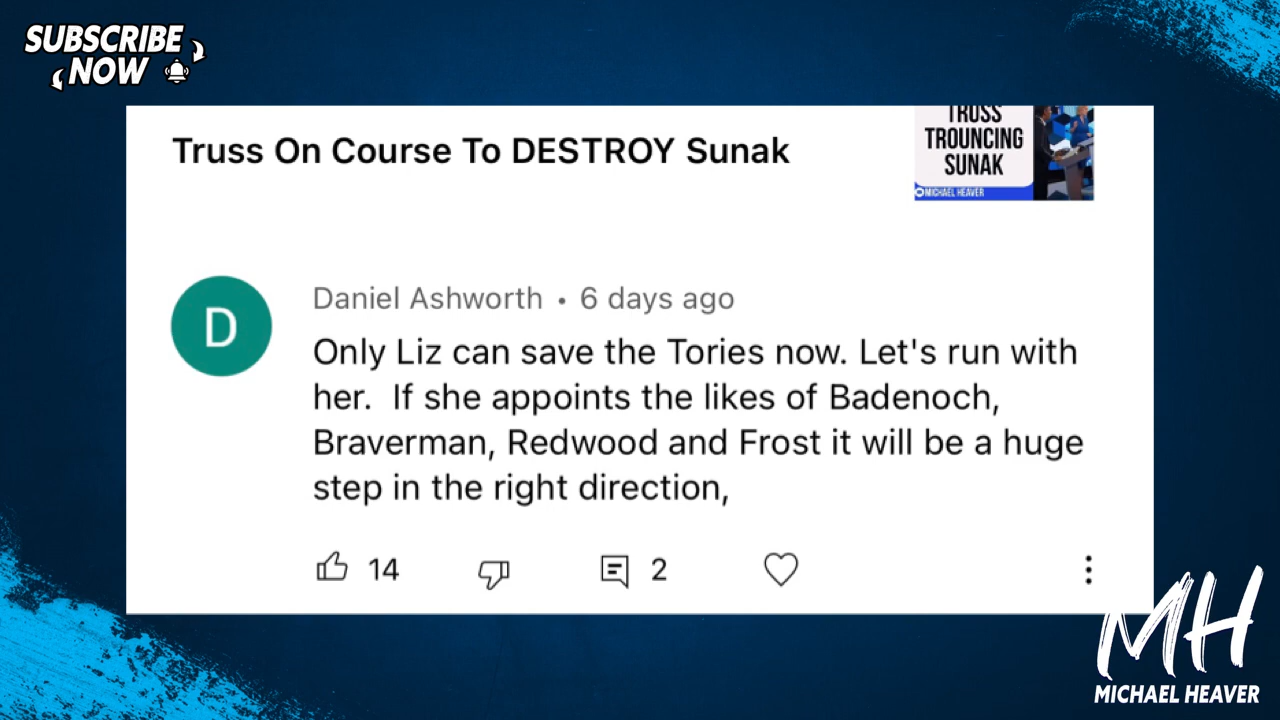 SUBSCRIBE
NOW
Truss On Course To DESTROY Sunak
TRUSS
TROUNCING
SUNAK
MICHAEL HEAVER
D
Daniel Ashworth • 6 days ago
Only Liz can save the Tories now. Let's run with
her.  If she appoints the likes of Badenoch,
Braverman, Redwood and Frost it will be a huge
step in the right direction,
14
2
MH
MICHAEL HEAVER